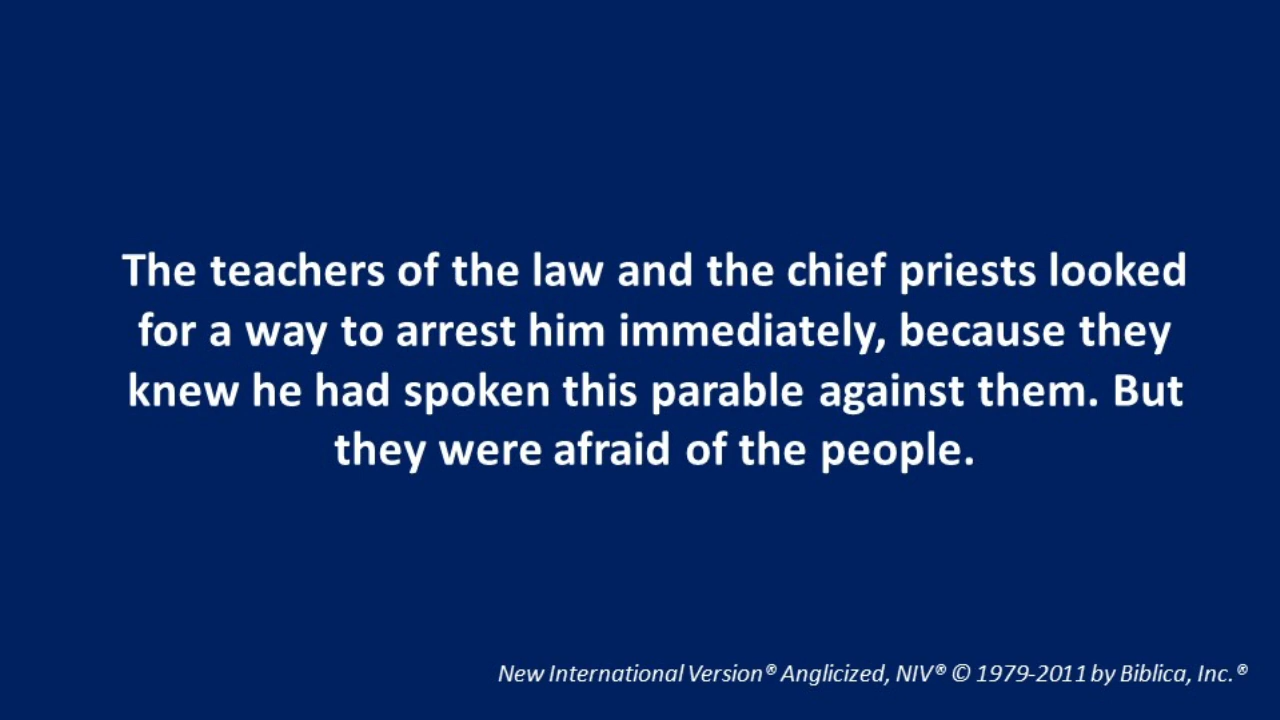 The teachers of the law and the chief priests looked
for a way to arrest him immediately, because they
knew he had spoken this parable against them. But
they were afraid of the people.
New International Version® Anglicized, NIV® © 1979-2011 by Biblica, Inc.®